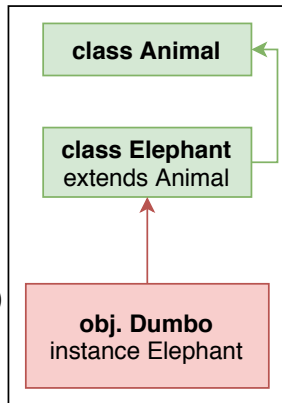 class Animal
class Elephant
extends Animal
)
obj. Dumbo
instance Elephant